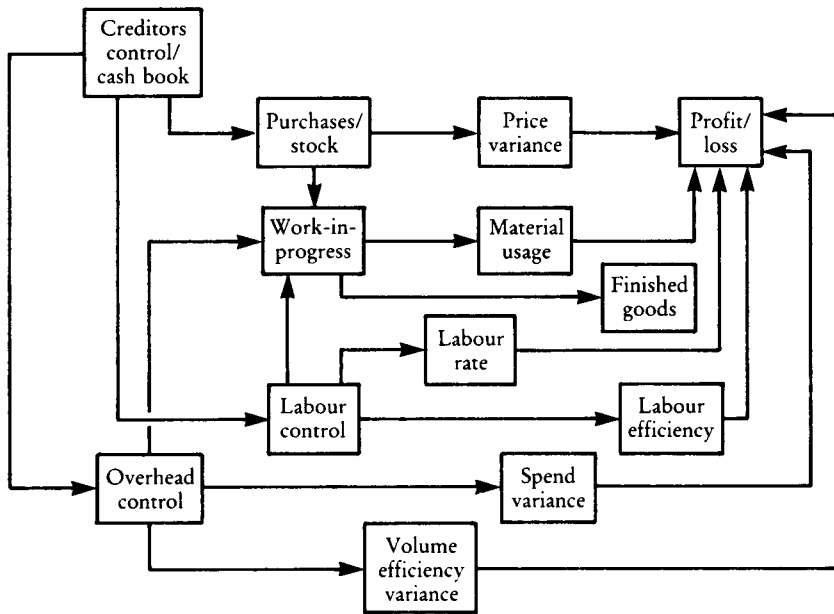 Creditors
control/
cash book
Purchases/
stock
Price
variance
Profit/
loss
Work-in-
progress
Material
usage
Finished
goods
Labour
rate
Labour
control
Labour
efficiency
Overhead
control
Spend
variance
Volume
efficiency
variance